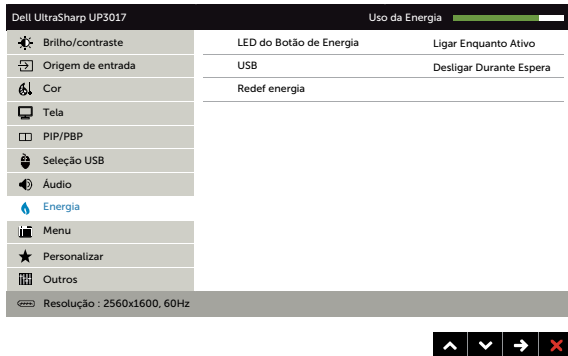 Dell UltraSharp UP3017 Uso da Energia
Brilho/contraste LED do Botão de Energia Ligar Enquanto Ativo
Origem de entrada USB Desligar Durante Espera
Cor Redef energia
Tela
PIP/PBP
Seleção USB
Áudio
Energia
Menu
Personalizar
Outros
Resolução : 2560x1600, 60Hz